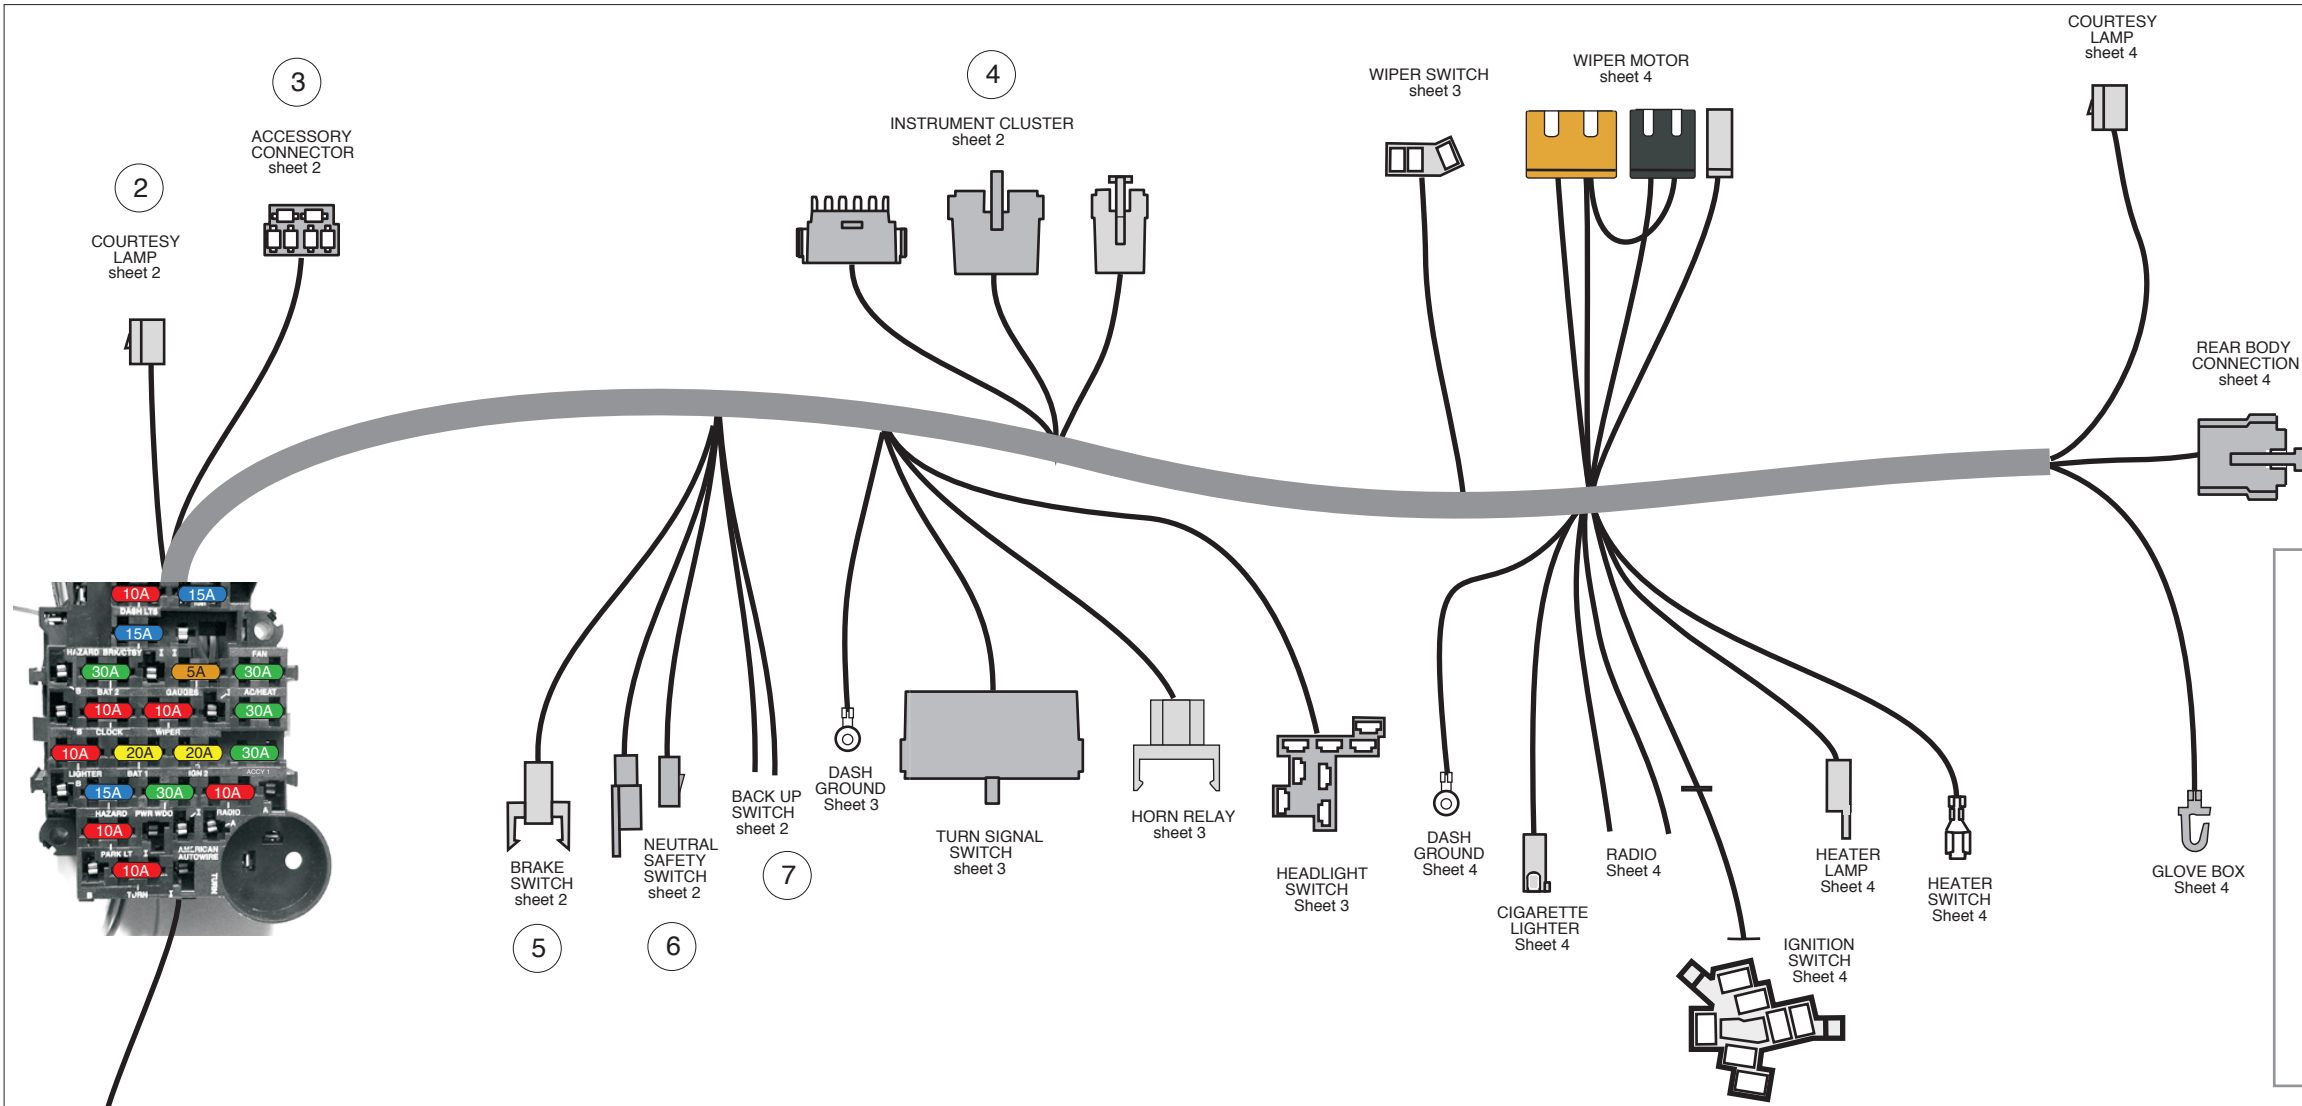 3
ACCESSORY
CONNECTOR
sheet 2
2
COURTESY
LAMP
sheet 2
4
INSTRUMENT CLUSTER
sheet 2
WIPER SWITCH
sheet 3
WIPER MOTOR
sheet 4
COURTESY
LAMP
sheet 4
REAR BODY
CONNECTION
sheet 4
10A 15A
DASH LTS
15A
HAZARD BRK/CTSY I I FAN
30A 5A 30A
B BAT 2 GAUGES I AC/HEAT
10A 10A 30A
B CLOCK WIPER
10A 20A 20A 30A
LIGHTER BAT 1 IGN 2 ACCY 1
B
15A 30A 10A
HAZARD PWR WDO I RADIO A
10A A
PARK LT I AMERICAN
AUTOWIRE
10A
B TURN I TURN
BRAKE
SWITCH
sheet 2
5
NEUTRAL
SAFETY
SWITCH
sheet 2
6
BACK UP
SWITCH
sheet 2
7
DASH
GROUND
Sheet 3
TURN SIGNAL
SWITCH
sheet 3
HORN RELAY
sheet 3
HEADLIGHT
SWITCH
Sheet 3
DASH
GROUND
Sheet 4
CIGARETTE
LIGHTER
Sheet 4
RADIO
Sheet 4
IGNITION
SWITCH
Sheet 4
HEATER
LAMP
Sheet 4
HEATER
SWITCH
Sheet 4
GLOVE BOX
Sheet 4